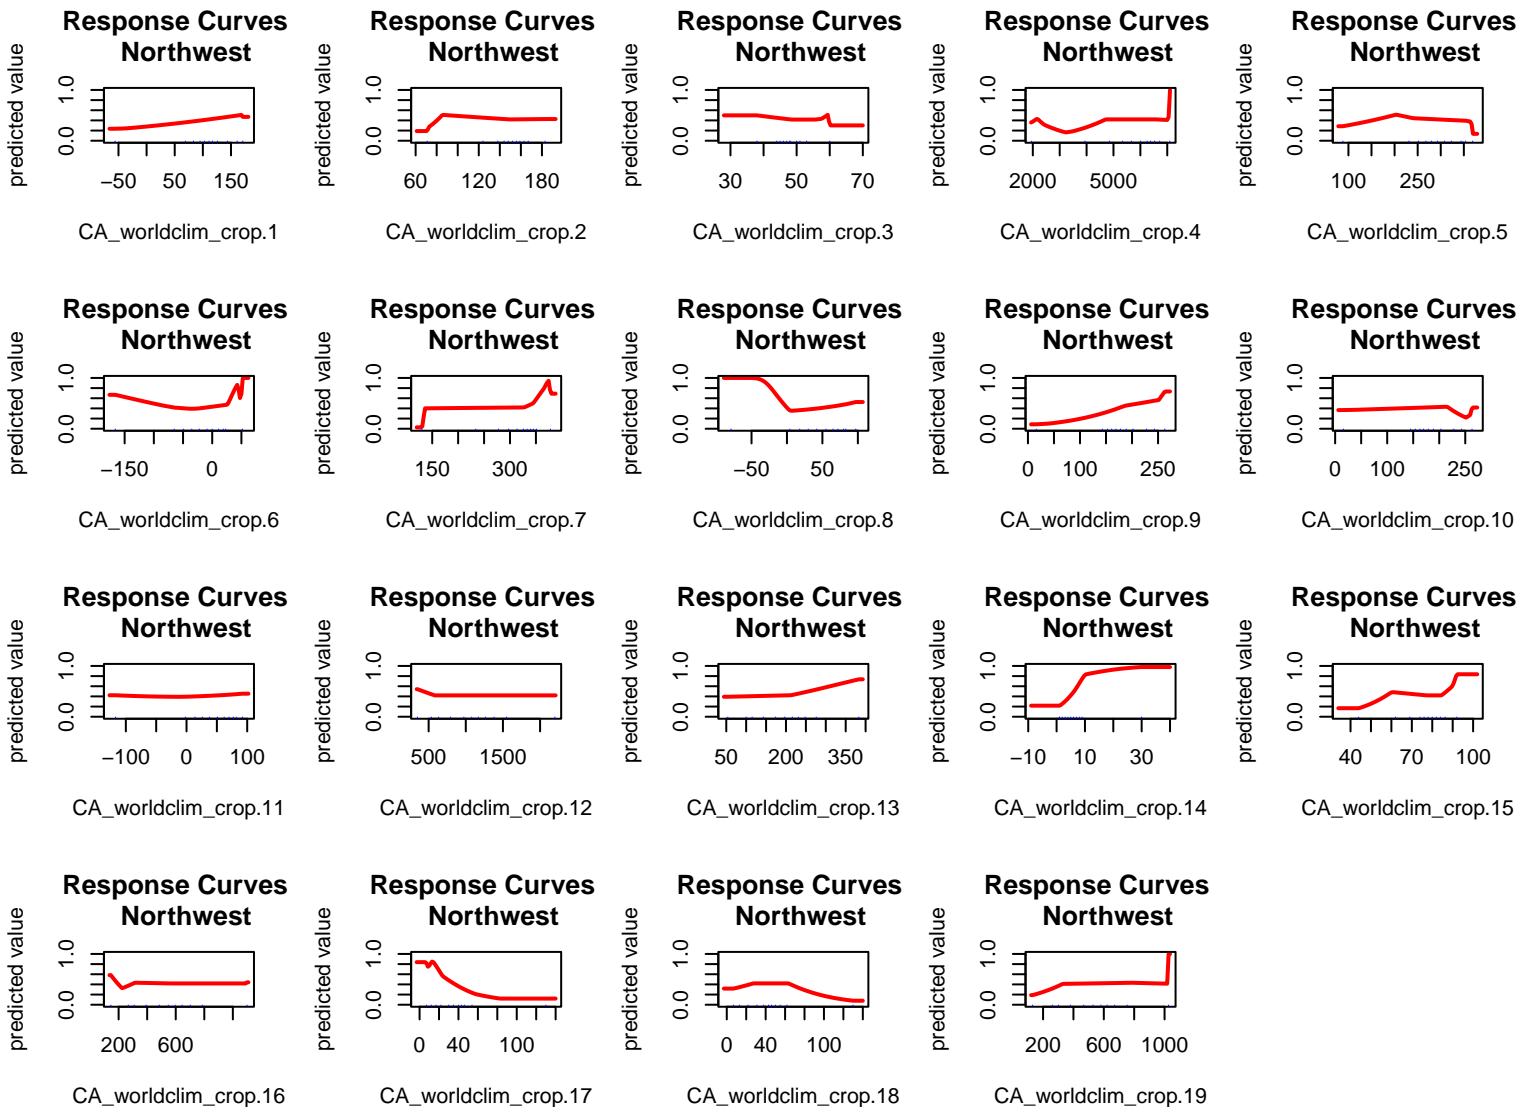 Response Curves
Northwest
predicted value
0.0 1.0
−50 50 150
CA_worldclim_crop.1
Response Curves
Northwest
predicted value
0.0 1.0
60 120 180
CA_worldclim_crop.2
Response Curves
Northwest
predicted value
0.0 1.0
30 50 70
CA_worldclim_crop.3
Response Curves
Northwest
predicted value
0.0 1.0
2000 5000
CA_worldclim_crop.4
Response Curves
Northwest
predicted value
0.0 1.0
100 250
CA_worldclim_crop.5
Response Curves
Northwest
predicted value
0.0 1.0
−150 0
CA_worldclim_crop.6
Response Curves
Northwest
predicted value
0.0 1.0
150 300
CA_worldclim_crop.7
Response Curves
Northwest
predicted value
0.0 1.0
−50 50
CA_worldclim_crop.8
Response Curves
Northwest
predicted value
0.0 1.0
0 100 250
CA_worldclim_crop.9
Response Curves
Northwest
predicted value
0.0 1.0
0 100 250
CA_worldclim_crop.10
Response Curves
Northwest
predicted value
0.0 1.0
−100 0 100
CA_worldclim_crop.11
Response Curves
Northwest
predicted value
0.0 1.0
500 1500
CA_worldclim_crop.12
Response Curves
Northwest
predicted value
0.0 1.0
50 200 350
CA_worldclim_crop.13
Response Curves
Northwest
predicted value
0.0 1.0
−10 10 30
CA_worldclim_crop.14
Response Curves
Northwest
predicted value
0.0 1.0
40 70 100
CA_worldclim_crop.15
Response Curves
Northwest
predicted value
0.0 1.0
200 600
CA_worldclim_crop.16
Response Curves
Northwest
predicted value
0.0 1.0
0 40 100
CA_worldclim_crop.17
Response Curves
Northwest
predicted value
0.0 1.0
0 40 100
CA_worldclim_crop.18
Response Curves
Northwest
predicted value
0.0 1.0
200 600 1000
CA_worldclim_crop.19